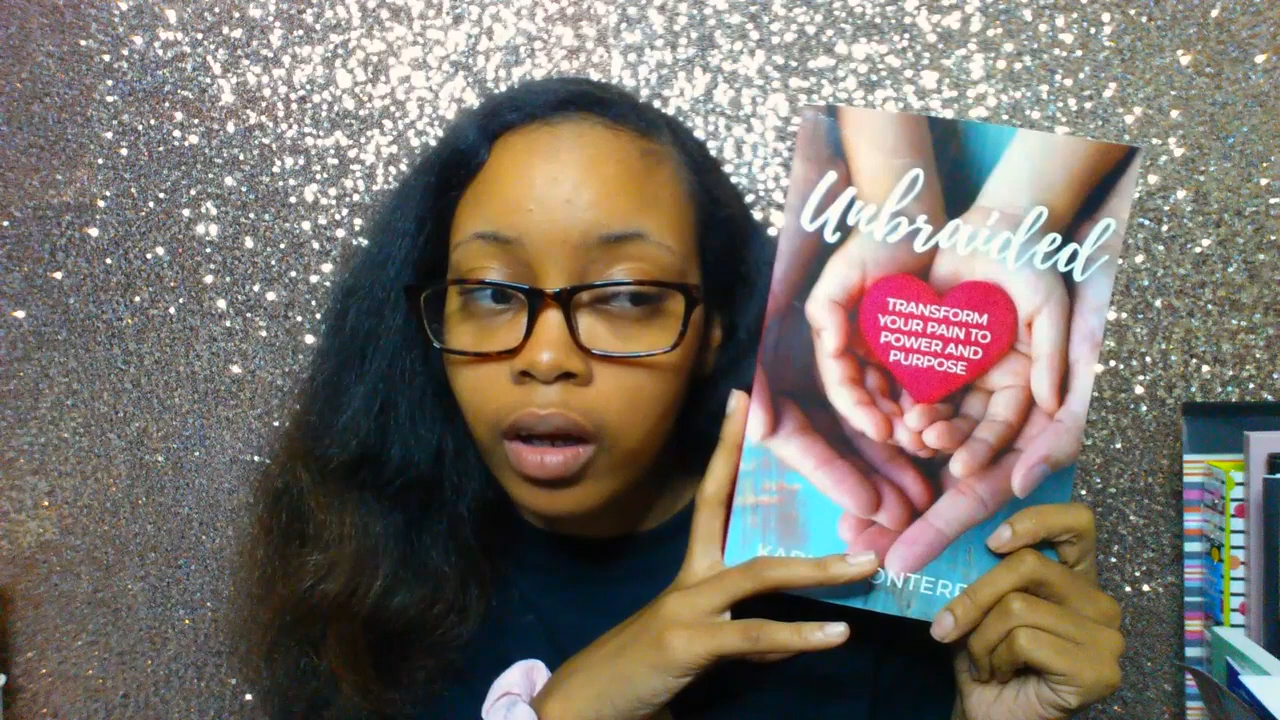 Unbraided
TRANSFORM
YOUR PAIN TO
POWER AND
PURPOSE